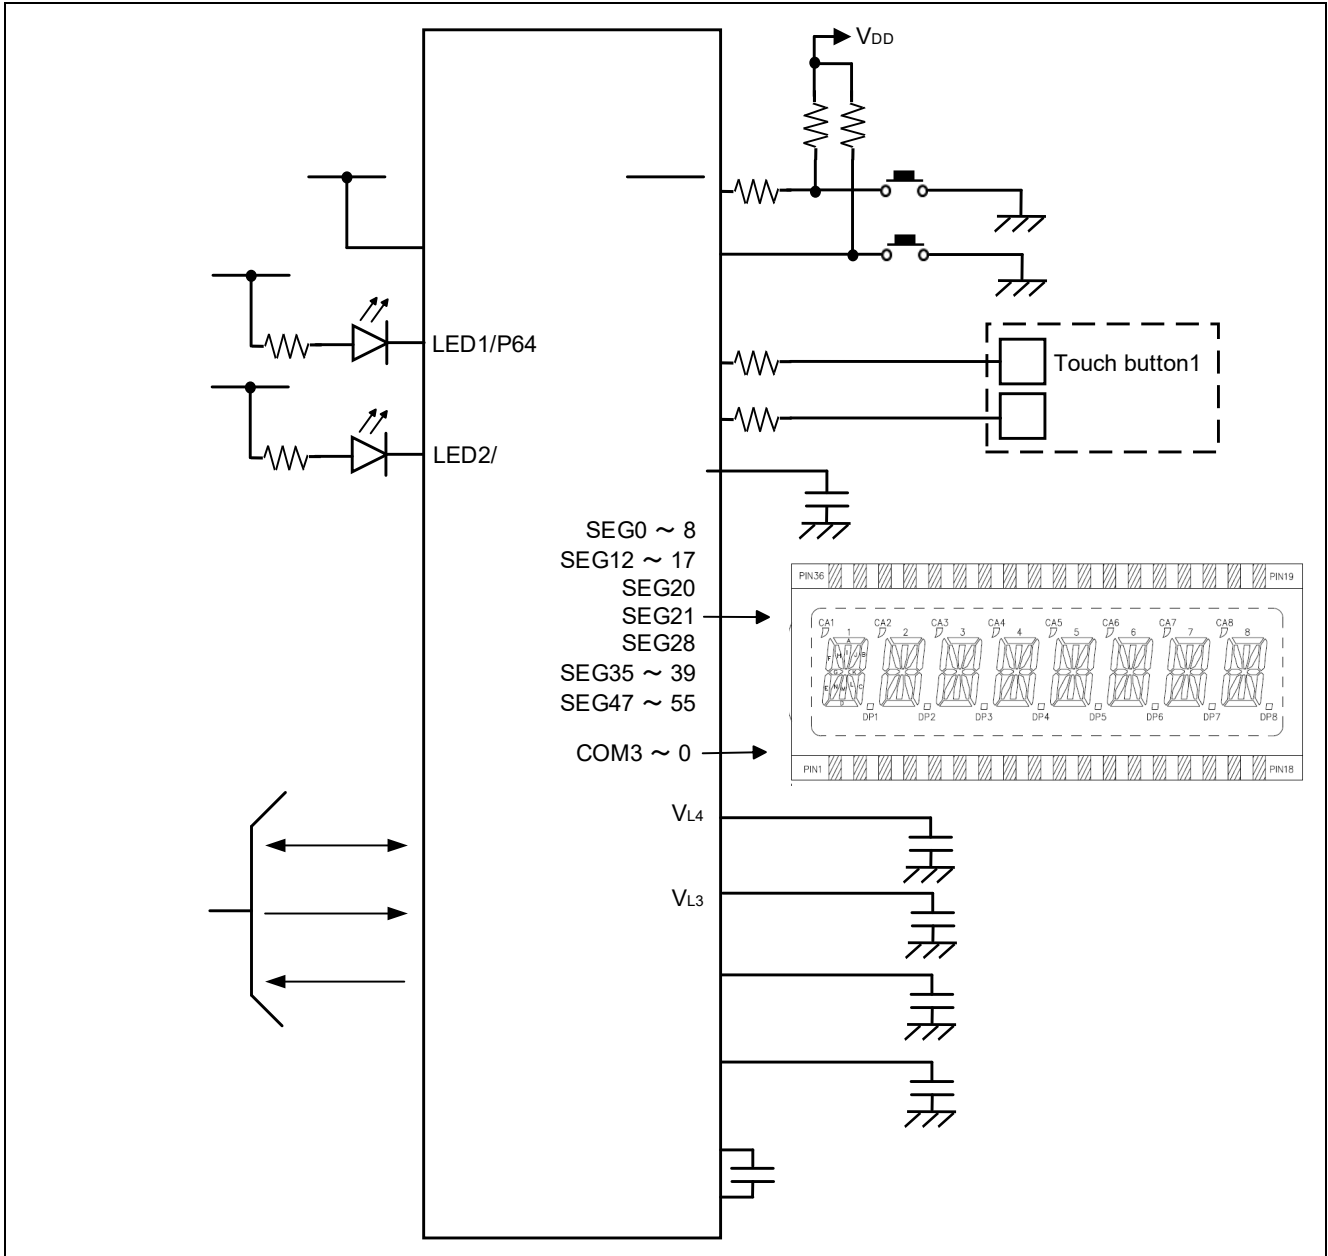 VDD
LED1/P64
Touch button1
LED2/
SEG0 ~ 8
SEG12 ~ 17
SEG20
SEG21
SEG28
SEG35 ~ 39
SEG47 ~ 55
COM3 ~ 0
PIN36 PIN19
CA1 CA2 CA3 CA4 CA5 CA6 CA7 CA8
1 2 3 4 5 6 7 8
A
F H I J B
G K
E N M L C
D
DP1 DP2 DP3 DP4 DP5 DP6 DP7 DP8
PIN1 PIN18
VL4
VL3